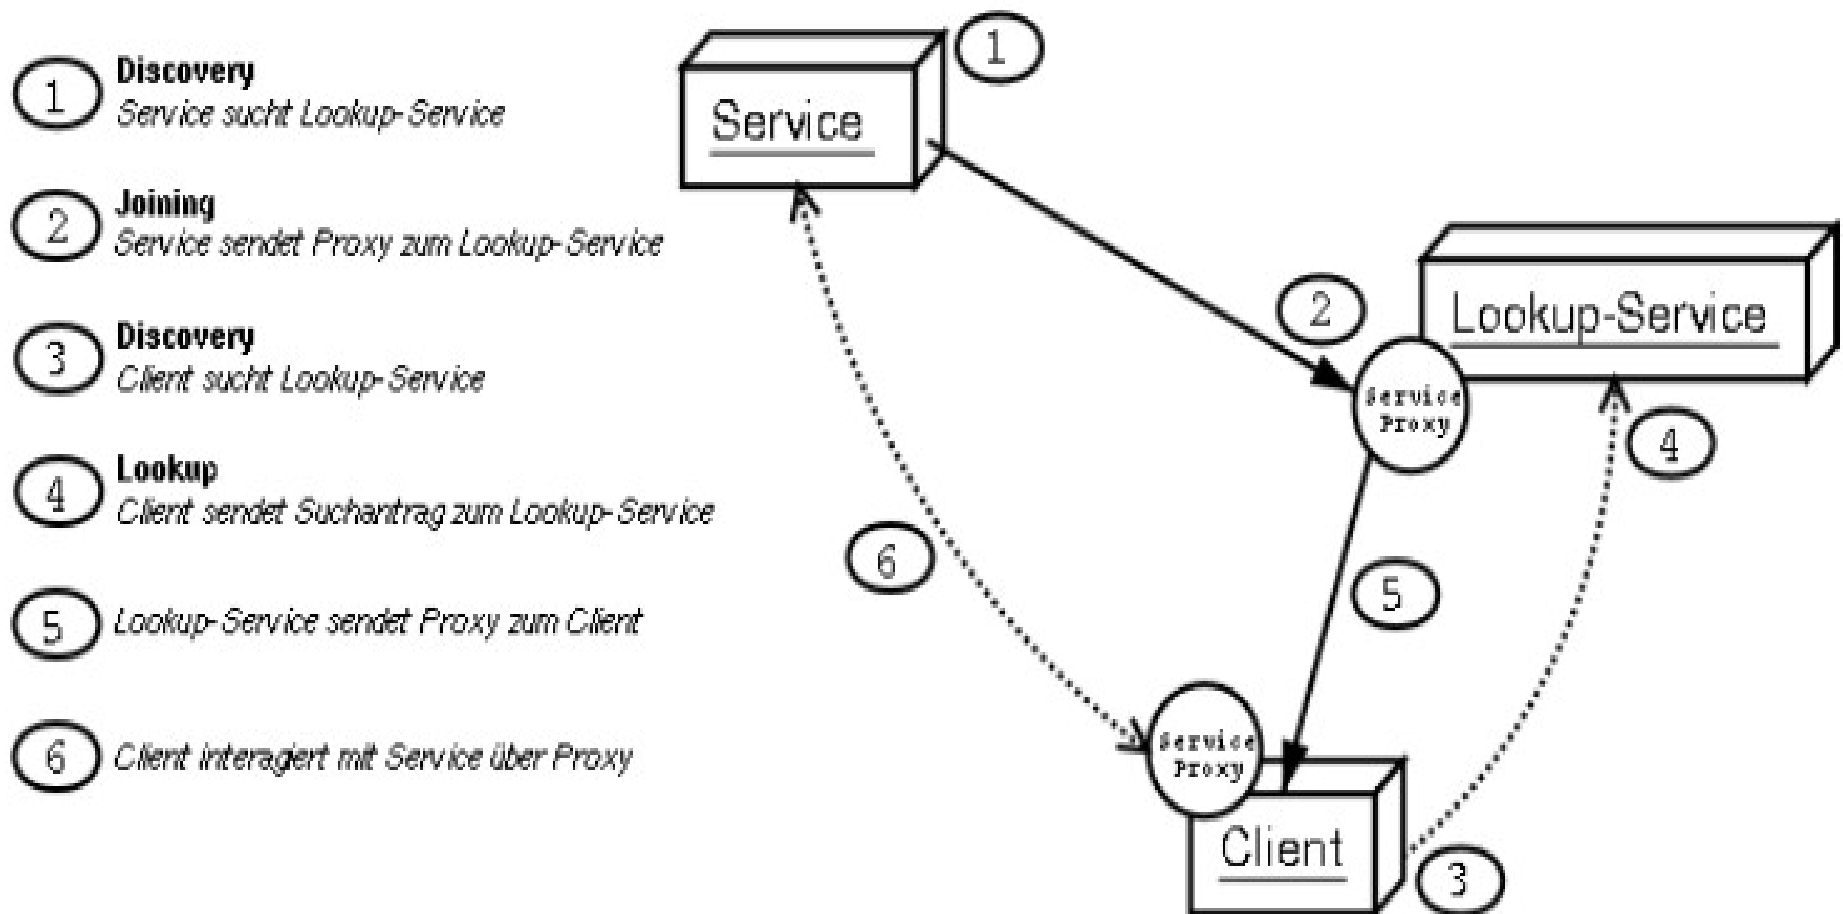 1
Discovery
Service sucht Lookup-Service
2
Joining
Service sendet Proxy zum Lookup-Service
3
Discovery
Client sucht Lookup-Service
4
Lookup
Client sendet Suchantrag zum Lookup-Service
5
Lookup-Service sendet Proxy zum Client
6
Client interagiert mit Service über Proxy
1
Service
2
Lookup-Service
Service
Proxy
4
6
5
Service
Proxy
Client
3